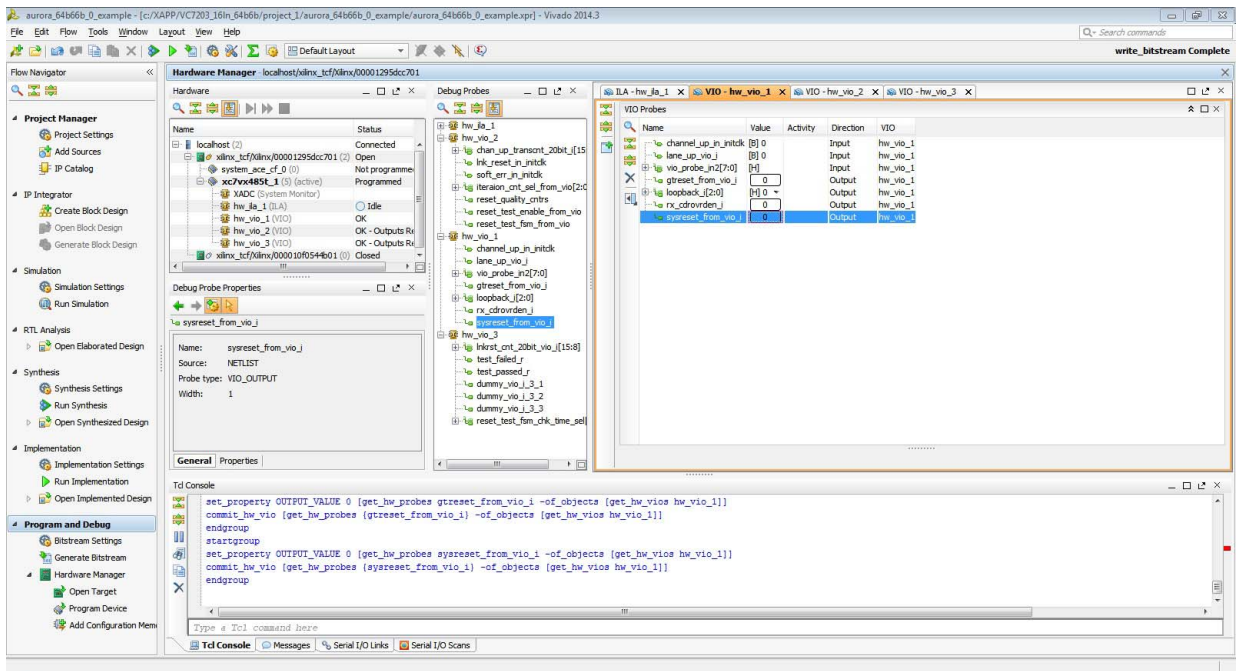 aurora_64b66b_0_example - [c:/XAPP/VC7203_16ln_64b6b/project_1/aurora_64b66b_0_example/aurora_64b66b_0_example.xpr] - Vivado 2014.3
File Edit Flow Tools Window Layout View Help
Q- Search commands
Default Layout
write_bitstream Complete
Flow Navigator
Project Manager
Project Settings
Add Sources
IP Catalog
IP Integrator
Create Block Design
Open Block Design
Generate Block Design
Simulation
Simulation Settings
Run Simulation
RTL Analysis
Open Elaborated Design
Synthesis
Synthesis Settings
Run Synthesis
Open Synthesized Design
Implementation
Implementation Settings
Run Implementation
Open Implemented Design
Program and Debug
Bitstream Settings
Generate Bitstream
Hardware Manager
Open Target
Program Device
Add Configuration Mem
Hardware Manager - localhost/xilinx_tcf/Xilinx/00001295dcc701
Hardware
Name Status
localhost (2) Connected
xilinx_tcf/Xilinx/00001295dcc701 (2) Open
system_ace_cf_0 (0) Not programme
xc7vx485t_1 (5) (active) Programmed
XADC (System Monitor)
hw_ila_1 (ILA) Idle
hw_vio_1 (VIO) OK
hw_vio_2 (VIO) OK - Outputs Re
hw_vio_3 (VIO) OK - Outputs Re
xilinx_tcf/Xilinx/000010f0544b01 (0) Closed
Debug Probe Properties
sysreset_from_vio_i
Name: sysreset_from_vio_i
Source: NETLIST
Probe type: VIO_OUTPUT
Width: 1
General Properties
Debug Probes
hw_ila_1
hw_vio_2
chan_up_transcnt_20bit_i[15
lnk_reset_in_initclk
soft_err_in_initclk
iteraion_cnt_sel_from_vio[2:0
reset_quality_cntrs
reset_test_enable_from_vio
reset_test_fsm_from_vio
hw_vio_1
channel_up_in_initclk
lane_up_vio_i
vio_probe_in2[7:0]
gtreset_from_vio_i
loopback_i[2:0]
rx_cdrovrden_i
sysreset_from_vio_i
hw_vio_3
lnkrst_cnt_20bit_vio_i[15:8]
test_failed_r
test_passed_r
dummy_vio_i_3_1
dummy_vio_i_3_2
dummy_vio_i_3_3
reset_test_fsm_chk_time_sel
ILA - hw_ila_1 VIO - hw_vio_1 VIO - hw_vio_2 VIO - hw_vio_3
VIO Probes
Name Value Activity Direction VIO
channel_up_in_initclk [B] 0 Input hw_vio_1
lane_up_vio_i [B] 0 Input hw_vio_1
vio_probe_in2[7:0] [H] Input hw_vio_1
gtreset_from_vio_i 0 Output hw_vio_1
loopback_i[2:0] [H] 0 Output hw_vio_1
rx_cdrovrden_i 0 Output hw_vio_1
sysreset_from_vio_i 0 Output hw_vio_1
Tcl Console
set_property OUTPUT_VALUE 0 [get_hw_probes gtreset_from_vio_i -of_objects [get_hw_vios hw_vio_1]]
commit_hw_vio [get_hw_probes {gtreset_from_vio_i} -of_objects [get_hw_vios hw_vio_1]]
endgroup
startgroup
set_property OUTPUT_VALUE 0 [get_hw_probes sysreset_from_vio_i -of_objects [get_hw_vios hw_vio_1]]
commit_hw_vio [get_hw_probes {sysreset_from_vio_i} -of_objects [get_hw_vios hw_vio_1]]
endgroup
Type a Tcl command here
Tcl Console Messages Serial I/O Links Serial I/O Scans